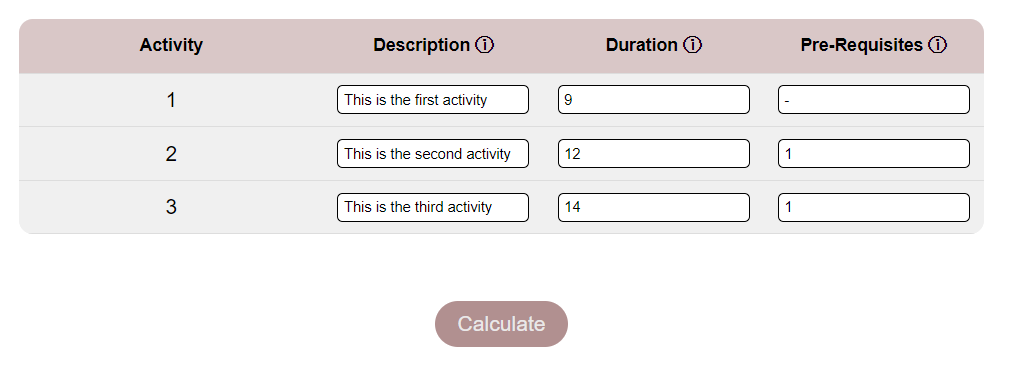 Activity Description ⓘ Duration ⓘ Pre-Requisites ⓘ
1 This is the first activity 9 -
2 This is the second activity 12 1
3 This is the third activity 14 1
Calculate